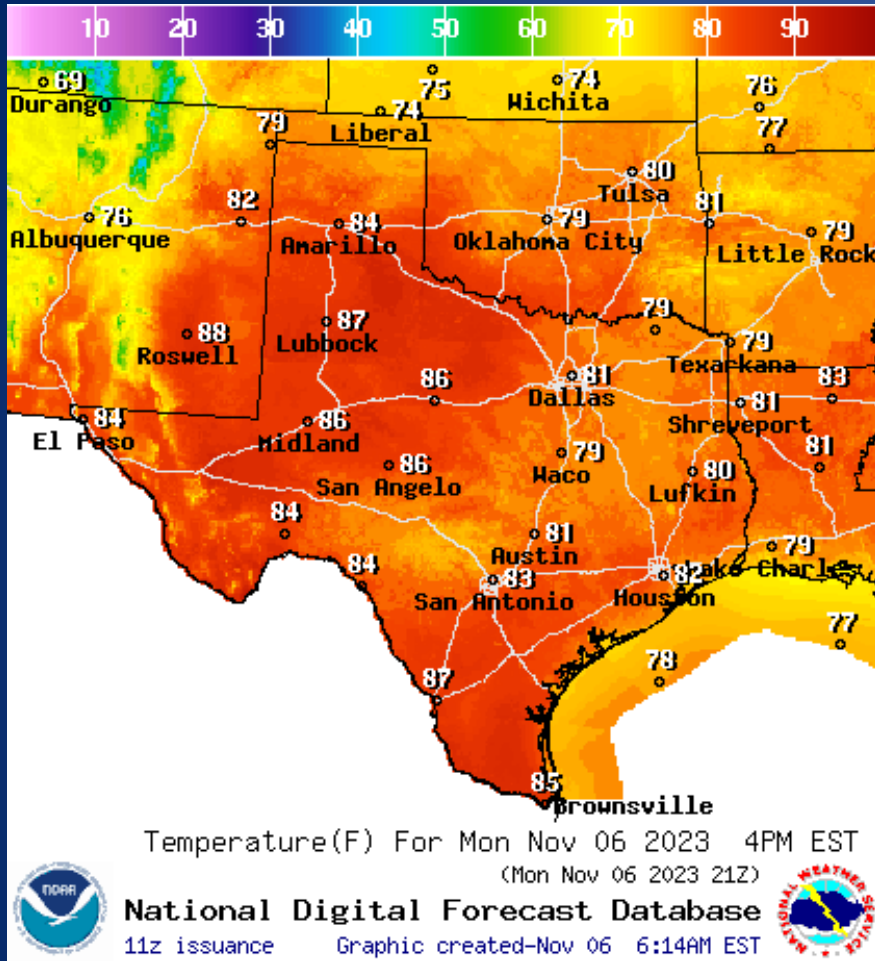 10 20 30 40 50 60 70 80 90
69
Durango
75
74
Wichita
76
74
Liberal
79
77
80
Tulsa
76
Albuquerque
82
84
Amarillo
79
Oklahoma City
81
79
Little Rock
88
Roswell
87
Lubbock
79
79
Texarkana
81
Dallas
86
81
Shreveport
83
84
El Paso
86
Midland
86
San Angelo
79
Waco
80
Lufkin
81
84
81
Austin
79
Lake Charles
84
83
San Antonio
82
Houston
77
78
87
85
Brownsville
Temperature(F) For Mon Nov 06 2023 4PM EST
(Mon Nov 06 2023 21Z)
NOAA
National Digital Forecast Database
11z issuance Graphic created-Nov 06 6:14AM EST
NATIONAL WEATHER SERVICE